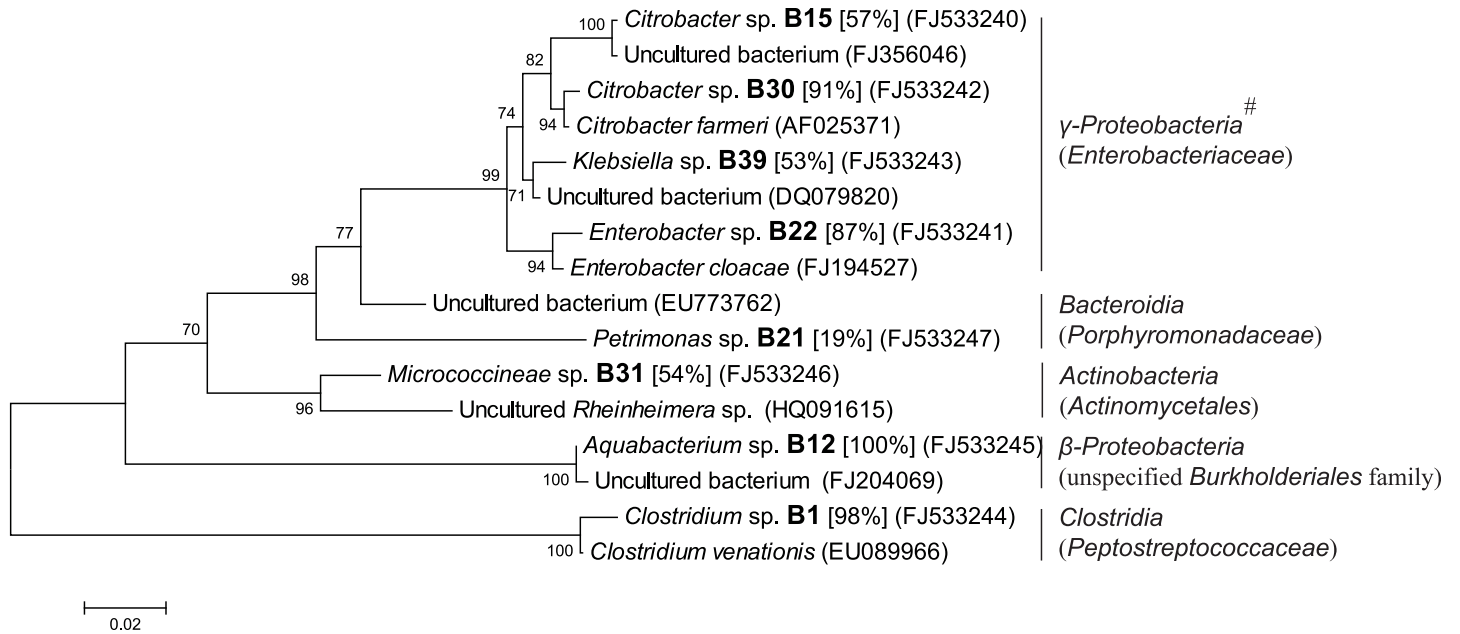 100 Citrobacter sp. B15 [57%] (FJ533240)
Uncultured bacterium (FJ356046)
82
Citrobacter sp. B30 [91%] (FJ533242)
74
94 Citrobacter farmeri (AF025371)
γ-Proteobacteria#
(Enterobacteriaceae)
Klebsiella sp. B39 [53%] (FJ533243)
99
71 Uncultured bacterium (DQ079820)
Enterobacter sp. B22 [87%] (FJ533241)
77
94 Enterobacter cloacae (FJ194527)
98
Uncultured bacterium (EU773762)
Bacteroidia
(Porphyromonadaceae)
70
Petrimonas sp. B21 [19%] (FJ533247)
Micrococcineae sp. B31 [54%] (FJ533246)
Actinobacteria
(Actinomycetales)
96 Uncultured Rheinheimera sp. (HQ091615)
Aquabacterium sp. B12 [100%] (FJ533245)
β-Proteobacteria
(unspecified Burkholderiales family)
100 Uncultured bacterium (FJ204069)
Clostridium sp. B1 [98%] (FJ533244)
Clostridia
(Peptostreptococcaceae)
100 Clostridium venationis (EU089966)
0.02